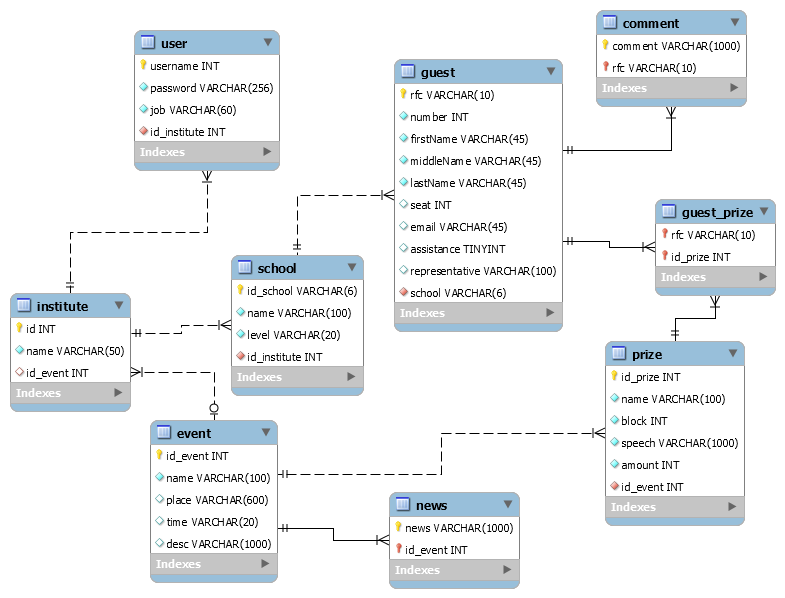 user
username INT
password VARCHAR(256)
job VARCHAR(60)
id_institute INT
Indexes
guest
rfc VARCHAR(10)
number INT
firstName VARCHAR(45)
middleName VARCHAR(45)
lastName VARCHAR(45)
seat INT
email VARCHAR(45)
assistance TINYINT
representative VARCHAR(100)
school VARCHAR(6)
Indexes
comment
comment VARCHAR(1000)
rfc VARCHAR(10)
Indexes
guest_prize
rfc VARCHAR(10)
id_prize INT
Indexes
school
id_school VARCHAR(6)
name VARCHAR(100)
level VARCHAR(20)
id_institute INT
Indexes
institute
id INT
name VARCHAR(50)
id_event INT
Indexes
prize
id_prize INT
name VARCHAR(100)
block INT
speech VARCHAR(1000)
amount INT
id_event INT
Indexes
event
id_event INT
name VARCHAR(100)
place VARCHAR(600)
time VARCHAR(20)
desc VARCHAR(1000)
Indexes
news
news VARCHAR(1000)
id_event INT
Indexes